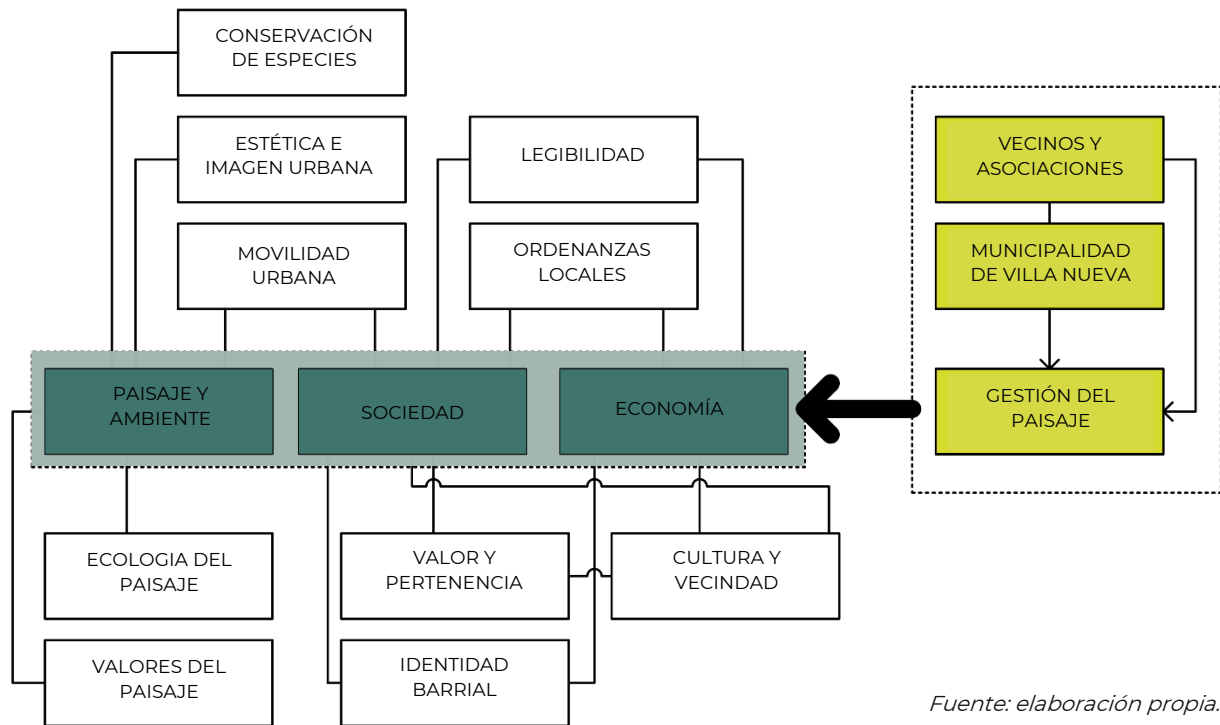 CONSERVACIÓN
DE ESPECIES
ESTÉTICA E
IMAGEN URBANA
LEGIBILIDAD
VECINOS Y
ASOCIACIONES
MOVILIDAD
URBANA
ORDENANZAS
LOCALES
MUNICIPALIDAD
DE VILLA NUEVA
PAISAJE Y
AMBIENTE
SOCIEDAD
ECONOMÍA
GESTIÓN DEL
PAISAJE
ECOLOGIA DEL
PAISAJE
VALOR Y
PERTENENCIA
CULTURA Y
VECINDAD
VALORES DEL
PAISAJE
IDENTIDAD
BARRIAL
Fuente: elaboración propia.